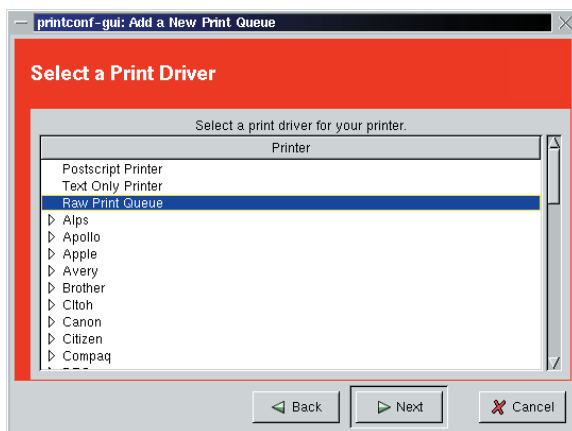 printconf-gui: Add a New Print Queue
Select a Print Driver
Select a print driver for your printer.
Printer
Postscript Printer
Text Only Printer
Raw Print Queue
Alps
Apollo
Apple
Avery
Brother
CItoh
Canon
Citizen
Compaq
Back
Next
Cancel